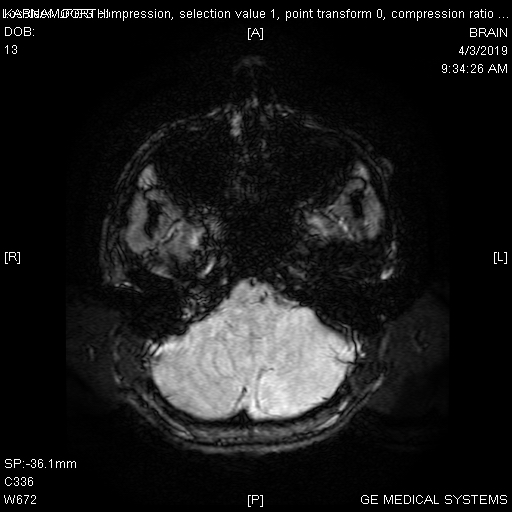 compression, selection value 1, point transform 0, compression ratio ...
DOB:
BRAIN
[A]
13
4/3/2019
9:34:26 AM
[R]
[L]
SP:-36.1mm
C336
W672
[P]
GE MEDICAL SYSTEMS